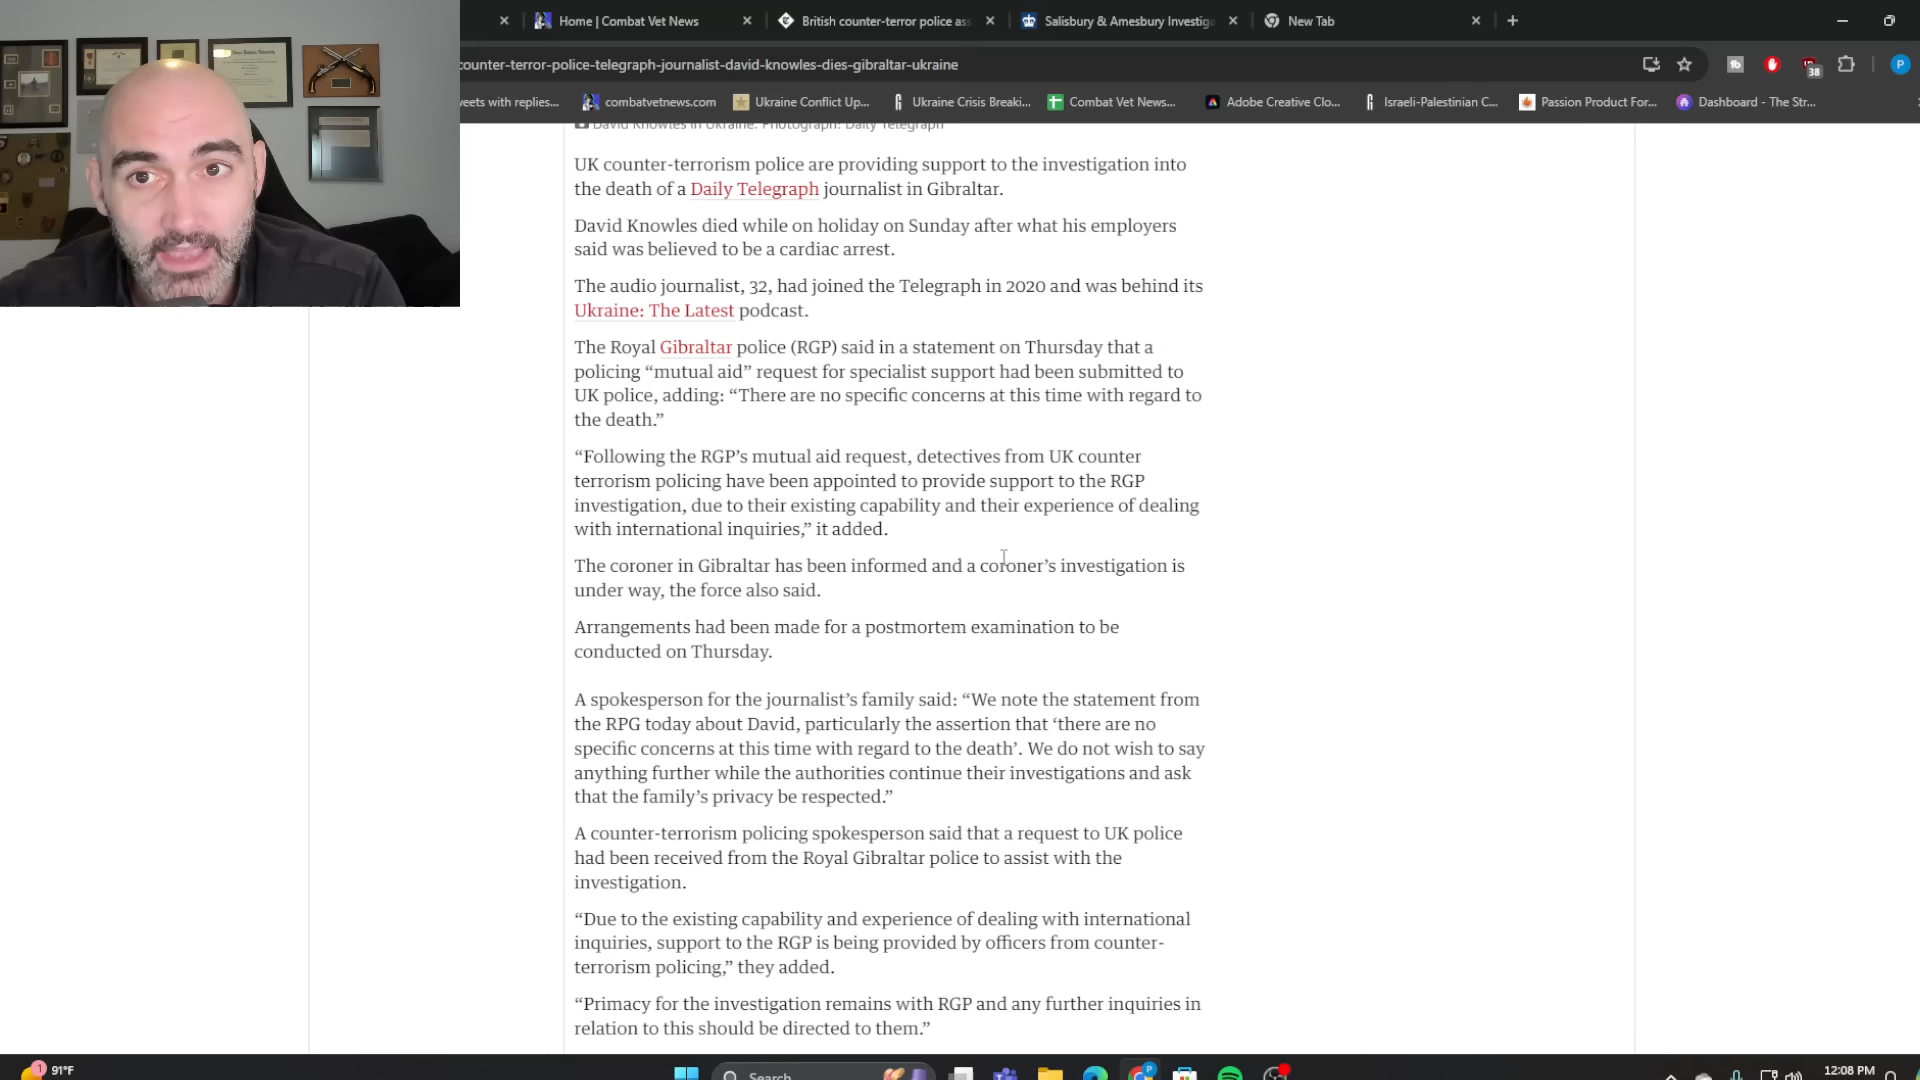 Home | Combat Vet News
British counter-terror police ass
Salisbury & Amesbury Investiga
New Tab
counter-terror-police-telegraph-journalist-david-knowles-dies-gibraltar-ukraine
38
P
weets with replies...
combatvetnews.com
Ukraine Conflict Up...
Ukraine Crisis Breaki...
Combat Vet News...
Adobe Creative Clo...
Israeli-Palestinian C...
Passion Product For...
Dashboard - The Str...
David Knowles in Ukraine. Photograph: Daily Telegraph
UK counter-terrorism police are providing support to the investigation into
the death of a Daily Telegraph journalist in Gibraltar.
David Knowles died while on holiday on Sunday after what his employers
said was believed to be a cardiac arrest.
The audio journalist, 32, had joined the Telegraph in 2020 and was behind its
Ukraine: The Latest podcast.
The Royal Gibraltar police (RGP) said in a statement on Thursday that a
policing “mutual aid” request for specialist support had been submitted to
UK police, adding: “There are no specific concerns at this time with regard to
the death.”
“Following the RGP’s mutual aid request, detectives from UK counter
terrorism policing have been appointed to provide support to the RGP
investigation, due to their existing capability and their experience of dealing
with international inquiries,” it added.
The coroner in Gibraltar has been informed and a coroner’s investigation is
under way, the force also said.
Arrangements had been made for a postmortem examination to be
conducted on Thursday.
A spokesperson for the journalist’s family said: “We note the statement from
the RPG today about David, particularly the assertion that ‘there are no
specific concerns at this time with regard to the death’. We do not wish to say
anything further while the authorities continue their investigations and ask
that the family’s privacy be respected.”
A counter-terrorism policing spokesperson said that a request to UK police
had been received from the Royal Gibraltar police to assist with the
investigation.
“Due to the existing capability and experience of dealing with international
inquiries, support to the RGP is being provided by officers from counter-
terrorism policing,” they added.
“Primacy for the investigation remains with RGP and any further inquiries in
relation to this should be directed to them.”
1
91°F
Search
P
12:08 PM